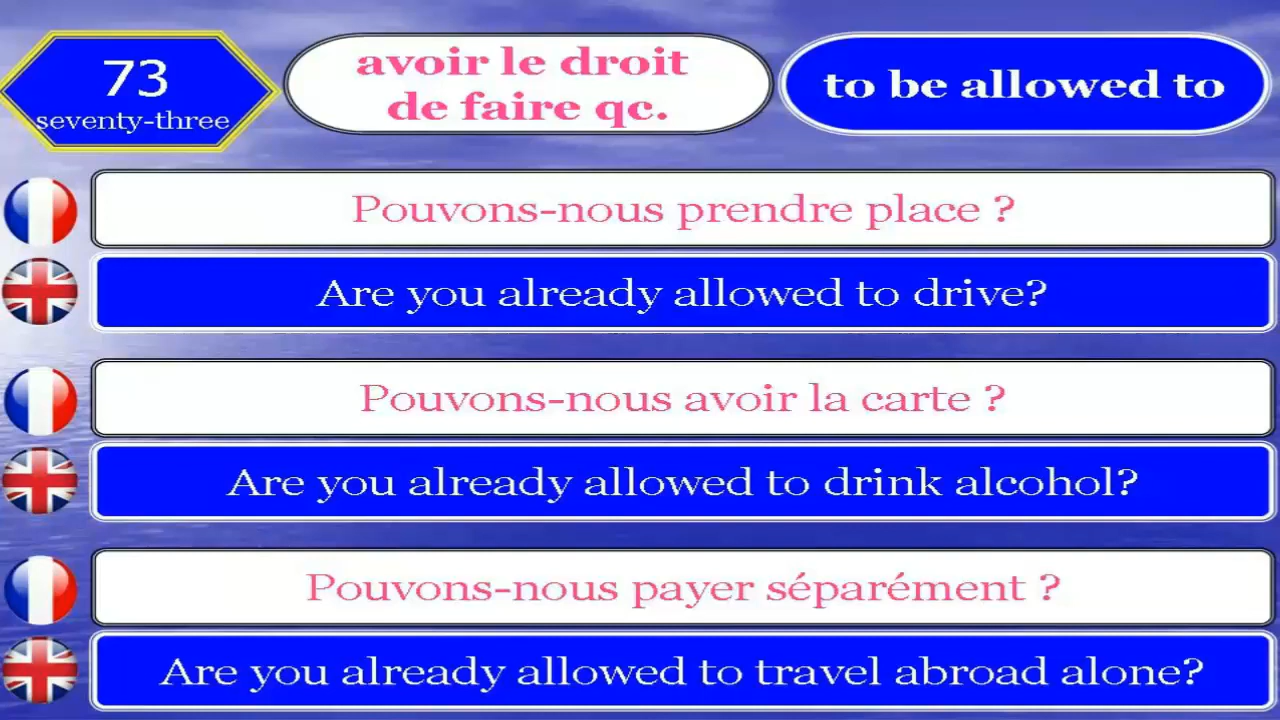 73
seventy-three
avoir le droit
de faire qc.
to be allowed to
Pouvons-nous prendre place ?
Are you already allowed to drive?
Pouvons-nous avoir la carte ?
Are you already allowed to drink alcohol?
Pouvons-nous payer séparément ?
Are you already allowed to travel abroad alone?